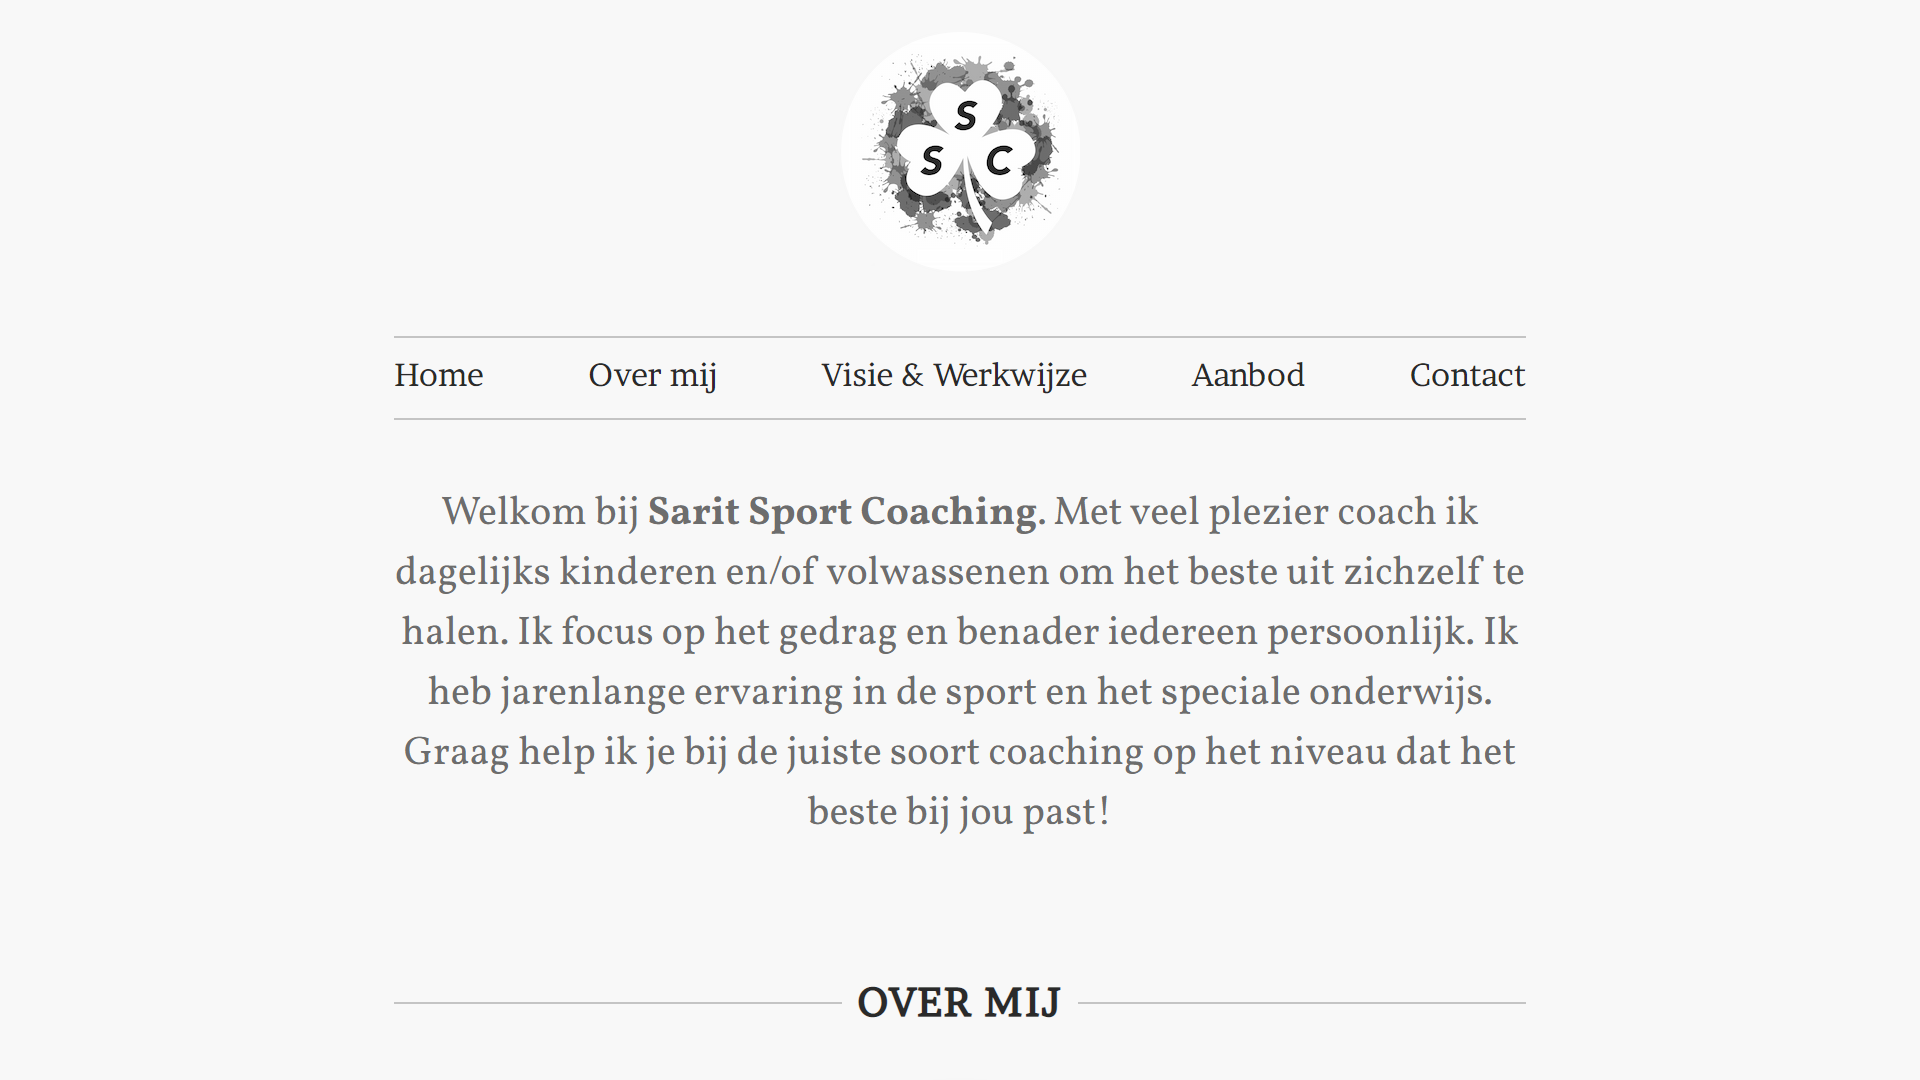 S
S C
Home Over mij Visie & Werkwijze Aanbod Contact
Welkom bij Sarit Sport Coaching. Met veel plezier coach ik
dagelijks kinderen en/of volwassenen om het beste uit zichzelf te
halen. Ik focus op het gedrag en benader iedereen persoonlijk. Ik
heb jarenlange ervaring in de sport en het speciale onderwijs.
Graag help ik je bij de juiste soort coaching op het niveau dat het
beste bij jou past!
OVER MIJ